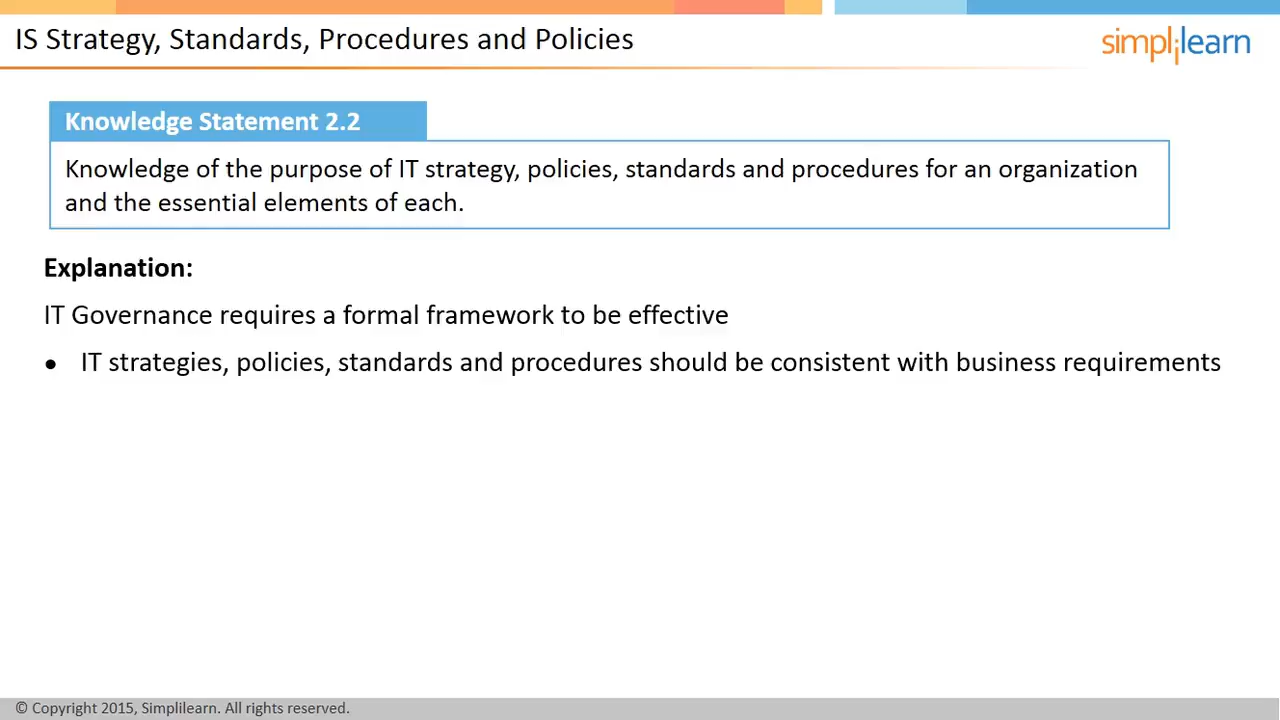 IS Strategy, Standards, Procedures and Policies
simplilearn
Knowledge Statement 2.2
Knowledge of the purpose of IT strategy, policies, standards and procedures for an organization
and the essential elements of each.
Explanation:
IT Governance requires a formal framework to be effective
• IT strategies, policies, standards and procedures should be consistent with business requirements
© Copyright 2015, Simplilearn. All rights reserved.